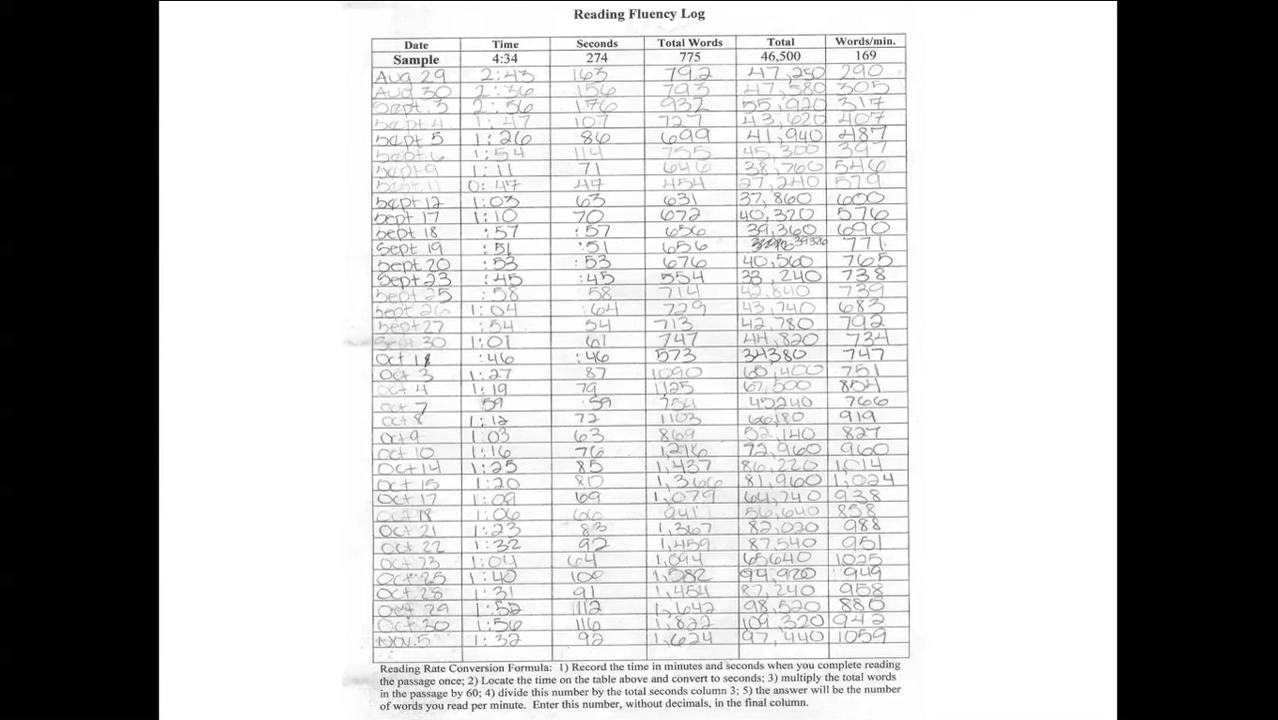 Reading Fluency Log
Date Time Seconds Total Words Total Words/min.
Sample 4:34 274 775 46,500 169
Aug 29 2:43 163 792 47,250 290
Aug 30 2:36 156 793 47,580 305
Sept. 3 2:56 176 932 55,920 317
Sept 4 1:47 107 727 43,620 407
Sept 5 1:26 86 699 41,940 487
Sept 6 1:54 114 755 45,300 397
Sept 9 1:11 71 646 38,760 546
Sept 11 0:47 47 454 27,240 579
Sept 12 1:03 63 631 37,860 600
Sept 17 1:10 70 672 40,320 576
Sept 18 :57 :57 656 39,360 690
Sept 19 :51 :51 656 771
Sept 20 :53 :53 676 40,560 765
Sept 23 :45 :45 554 33,240 738
Sept 25 :58 58 714 42,840 739
Sept 26 1:04 :64 729 43,740 683
Sept 27 :54 54 713 42,780 792
Sept 30 1:01 61 747 44,820 734
Oct 1 :46 :46 573 34380 747
Oct 3 1:27 87 1090 65,400 751
Oct 4 1:19 79 1125 67,500 854
Oct 7 59 :59 754 45240 766
Oct 8 1:12 72 1103 66,180 919
Oct 9 1:03 63 869 52,140 827
Oct 10 1:16 76 1,216 72,960 960
Oct 14 1:25 85 1,437 86,220 1,014
Oct 15 1:20 80 1,366 81,960 1,024
Oct 17 1:09 69 1,079 64,740 938
Oct 18 1:06 66 941 56,640 858
Oct 21 1:23 83 1,367 82,020 988
Oct 22 1:32 92 1,459 87,540 951
Oct 23 1:04 64 1,094 65640 1025
Oct 25 1:40 100 1,582 94,920 949
Oct 28 1:31 91 1,454 87,240 958
Oct 29 1:52 112 1,642 98,520 880
Oct 30 1:56 116 1,822 109,320 942
Nov. 5 1:32 92 1,624 97,440 1059
Reading Rate Conversion Formula: 1) Record the time in minutes and seconds when you complete reading
the passage once; 2) Locate the time on the table above and convert to seconds; 3) multiply the total words
in the passage by 60; 4) divide this number by the total seconds column 3; 5) the answer will be the number
of words you read per minute. Enter this number, without decimals, in the final column.